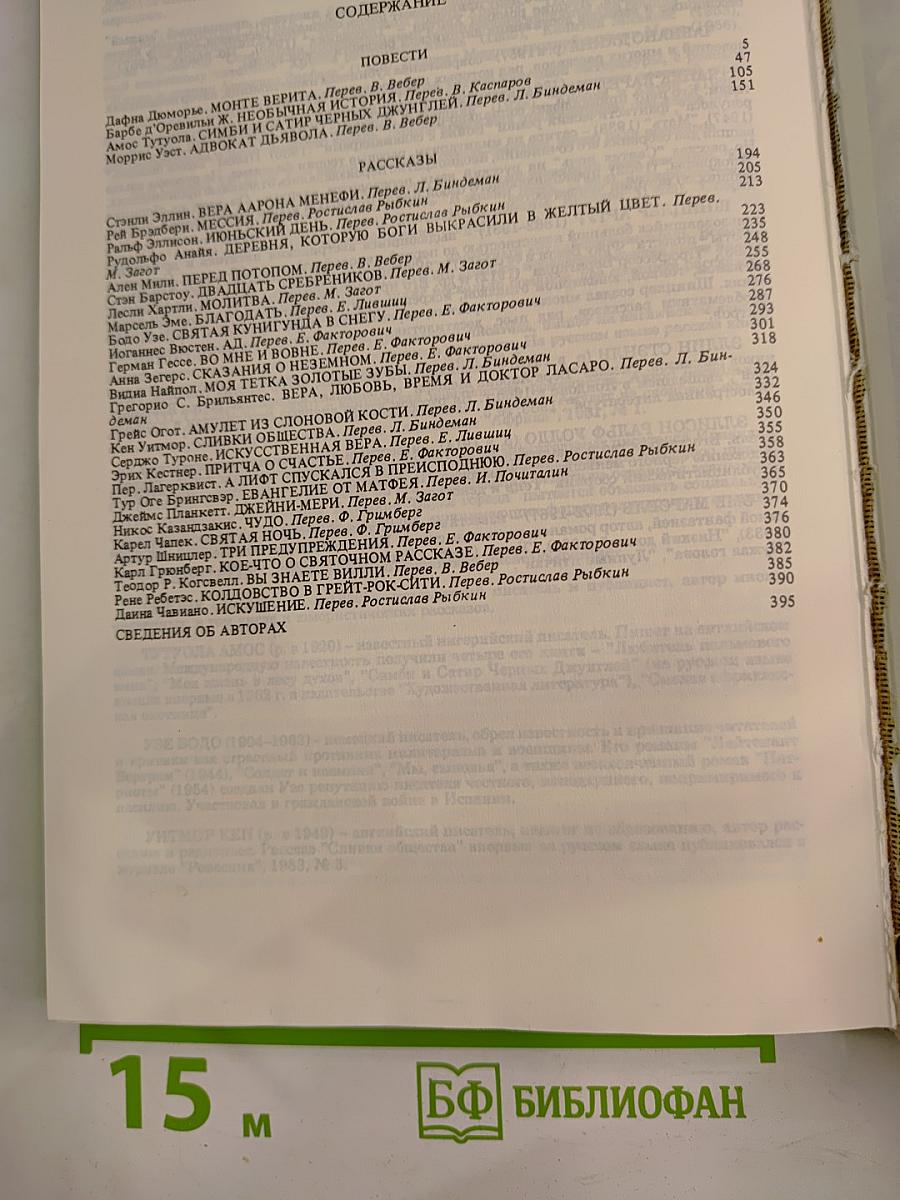 СОДЕРЖАНИЕ
ПОВЕСТИ
Дафна Дюморье. МОНТЕ ВЕРИТА. Перев. В. Вебер 5
Барбе д'Оревильи Ж. НЕОБЫЧНАЯ ИСТОРИЯ. Перев. В. Каспаров 47
Амос Тутуола. СИМБИ И САТИР ЧЕРНЫХ ДЖУНГЛЕЙ. Перев. Л. Биндеман 105
Моррис Уэст. АДВОКАТ ДЬЯВОЛА. Перев. В. Вебер 151
РАССКАЗЫ
Стэнли Эллин. ВЕРА ААРОНА МЕНЕФИ. Перев. Л. Биндеман 194
Рей Брэдбери. МЕССИЯ. Перев. Ростислав Рыбкин 205
Ральф Эллисон. ИЮНЬСКИЙ ДЕНЬ. Перев. Ростислав Рыбкин 213
Рудольфо Анайя. ДЕРЕВНЯ, КОТОРУЮ БОГИ ВЫКРАСИЛИ В ЖЕЛТЫЙ ЦВЕТ. Перев.
М. Загот 223
Ален Милн. ПЕРЕД ПОТОПОМ. Перев. В. Вебер 235
Стэн Барстоу. ДВАДЦАТЬ СРЕБРЕНИКОВ. Перев. М. Загот 248
Лесли Хартли. МОЛИТВА. Перев. М. Загот 255
Марсель Эме. БЛАГОДАТЬ. Перев. Е. Лившиц 268
Бодо Узе. СВЯТАЯ КУНИГУНДА В СНЕГУ. Перев. Е. Факторович 276
Иоганнес Вюстен. АД. Перев. Е. Факторович 287
Герман Гессе. ВО МНЕ И ВОВНЕ. Перев. Е. Факторович 293
Анна Зегерс. СКАЗАНИЯ О НЕЗЕМНОМ. Перев. Е. Факторович 301
Видиа Найпол. МОЯ ТЕТКА ЗОЛОТЫЕ ЗУБЫ. Перев. Л. Биндеман 318
Грегорио С. Брильянтес. ВЕРА, ЛЮБОВЬ, ВРЕМЯ И ДОКТОР ЛАСАРО. Перев. Л. Бин-
деман 324
Грейс Огот. АМУЛЕТ ИЗ СЛОНОВОЙ КОСТИ. Перев. Л. Биндеман 332
Кен Уитмор. СЛИВКИ ОБЩЕСТВА. Перев. Л. Биндеман 346
Серджо Туроне. ИСКУССТВЕННАЯ ВЕРА. Перев. Е. Лившиц 350
Эрих Кестнер. ПРИТЧА О СЧАСТЬЕ. Перев. Е. Факторович 355
Пер. Лагерквист. А ЛИФТ СПУСКАЛСЯ В ПРЕИСПОДНЮЮ. Перев. Ростислав Рыбкин 358
Тур Оге Брингсвэр. ЕВАНГЕЛИЕ ОТ МАТФЕЯ. Перев. И. Почиталин 363
Джеймс Планкетт. ДЖЕЙНИ-МЕРИ. Перев. М. Загот 365
Никос Казандзакис. ЧУДО. Перев. Ф. Гримберг 370
Карел Чапек. СВЯТАЯ НОЧЬ. Перев. Ф. Гримберг 374
Артур Шницлер. ТРИ ПРЕДУПРЕЖДЕНИЯ. Перев. Е. Факторович 376
Карл Грюнберг. КОЕ-ЧТО О СВЯТОЧНОМ РАССКАЗЕ. Перев. Е. Факторович 380
Теодор Р. Когсвелл. ВЫ ЗНАЕТЕ ВИЛЛИ. Перев. В. Вебер 382
Рене Ребетэс. КОЛДОВСТВО В ГРЕЙТ-РОК-СИТИ. Перев. Ростислав Рыбкин 385
Даина Чавиано. ИСКУШЕНИЕ. Перев. Ростислав Рыбкин 390
СВЕДЕНИЯ ОБ АВТОРАХ 395
15 м
БФ БИБЛИОФАН